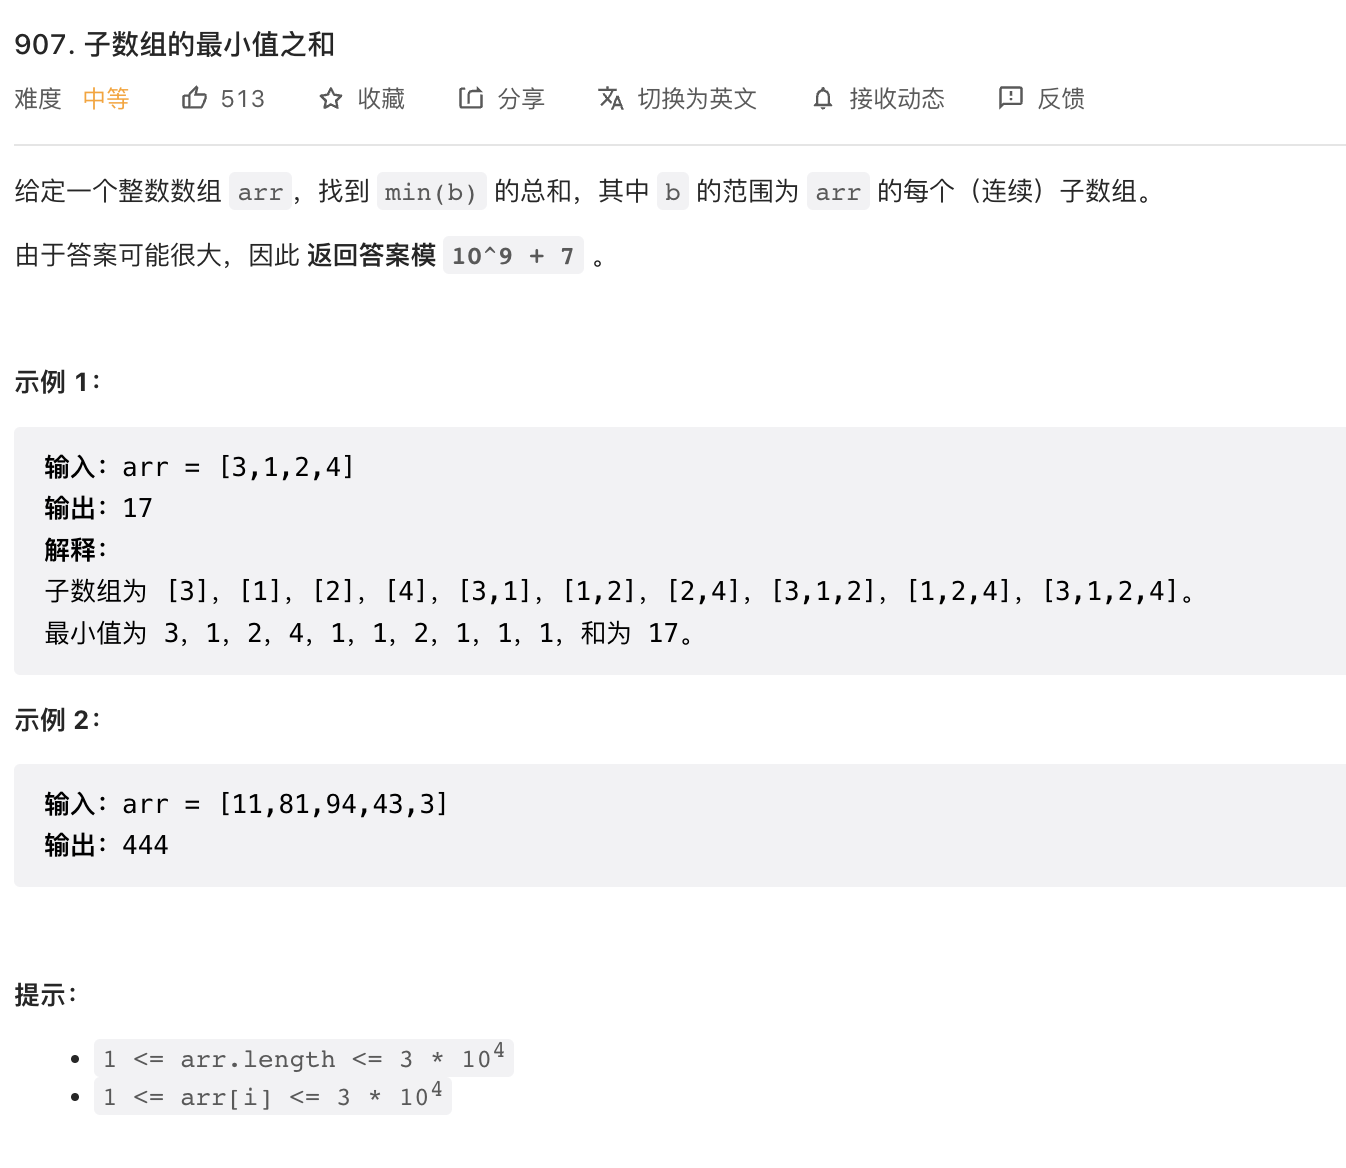 907. 子数组的最小值之和
难度 中等 513 收藏 分享 切换为英文 接收动态 反馈
给定一个整数数组 arr，找到 min(b) 的总和，其中 b 的范围为 arr 的每个（连续）子数组。
由于答案可能很大，因此 返回答案模 10^9 + 7 。
示例 1：
输入：arr = [3,1,2,4]
输出：17
解释：
子数组为 [3]，[1]，[2]，[4]，[3,1]，[1,2]，[2,4]，[3,1,2]，[1,2,4]，[3,1,2,4]。
最小值为 3，1，2，4，1，1，2，1，1，1，和为 17。
示例 2：
输入：arr = [11,81,94,43,3]
输出：444
提示：
• 1 <= arr.length <= 3 * 10⁴
• 1 <= arr[i] <= 3 * 10⁴